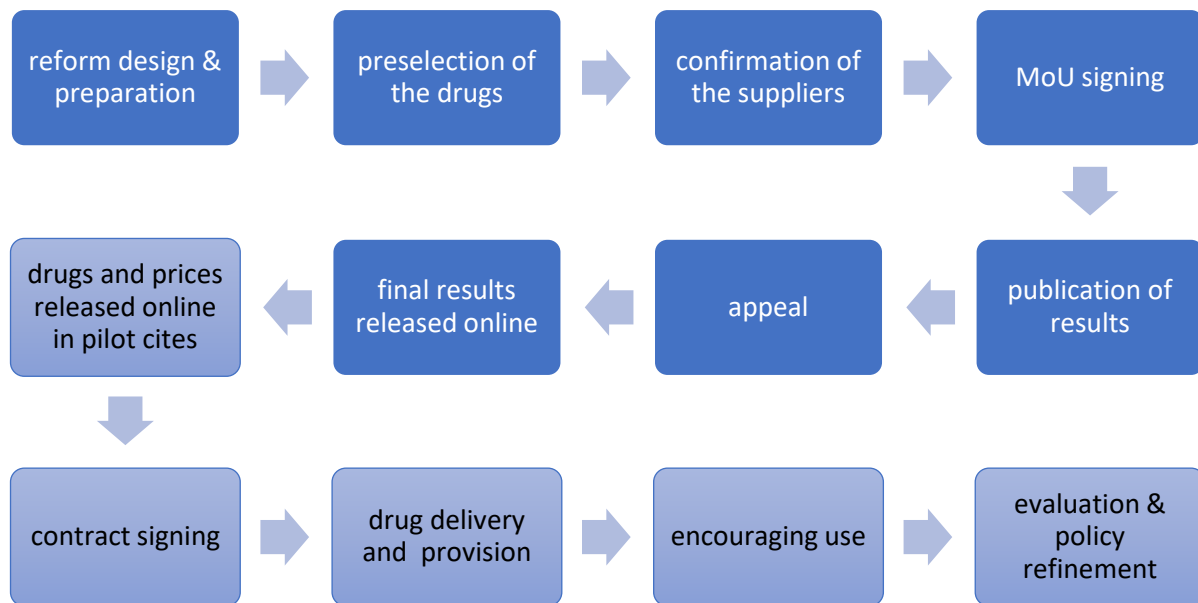 reform design &
preparation
preselection of
the drugs
confirmation of
the suppliers
MoU signing
publication of
results
appeal
final results
released online
drugs and prices
released online
in pilot cites
contract signing
drug delivery
and provision
encouraging use
evaluation &
policy
refinement